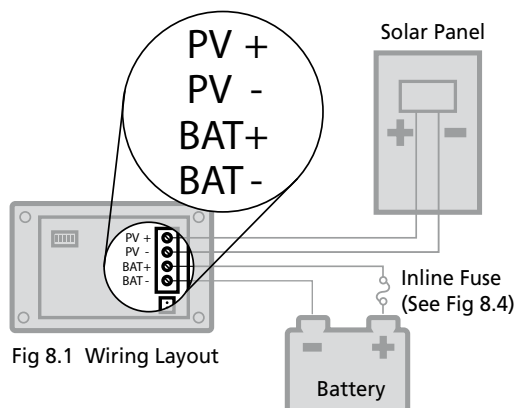 PV +
PV -
BAT+
BAT -
Solar Panel
+ -
PV +
PV -
BAT+
BAT -
Inline Fuse
(See Fig 8.4)
Fig 8.1 Wiring Layout
- +
Battery